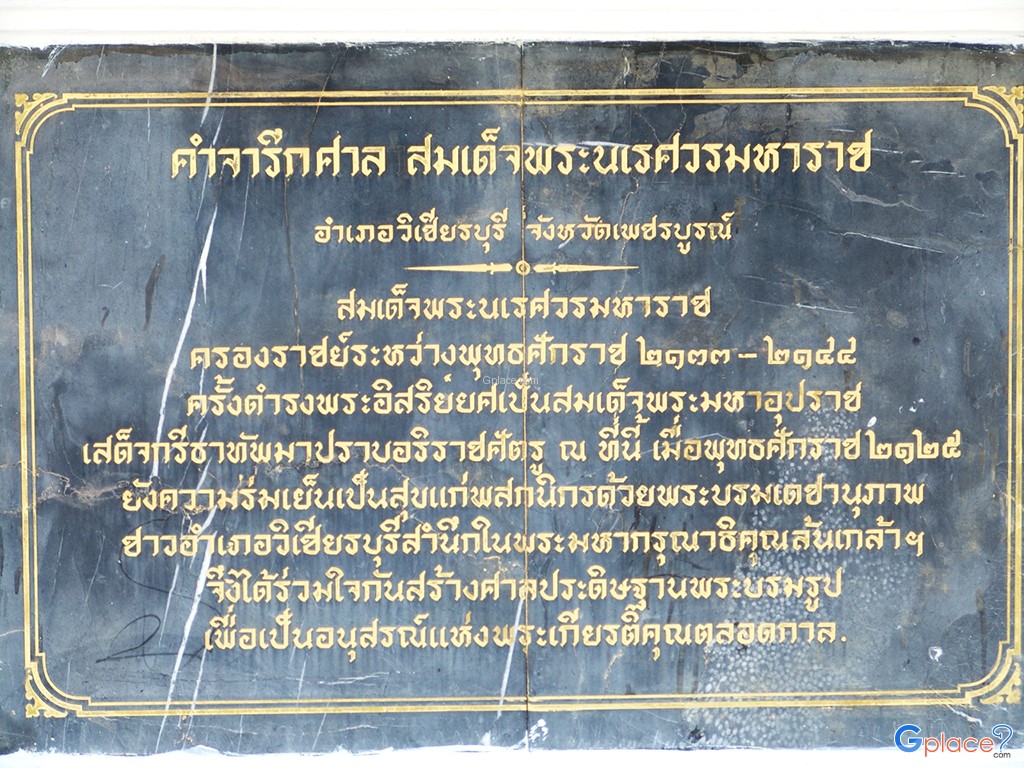 คำจารึกศาล สมเด็จพระนเรศวรมหาราช
อำเภอวิเชียรบุรี จังหวัดเพชรบูรณ์
สมเด็จพระนเรศวรมหาราช
ครองราชย์ระหว่างพุทธศักราช ๒๑๓๓ – ๒๑๔๔
Gplace.com
ครั้งดำรงพระอิสริยยศเป็นสมเด็จพระมหาอุปราช
เสด็จกรีธาทัพมาปราบอริราชศัตรู ณ ที่นี้ เมื่อพุทธศักราช ๒๑๒๕
ยังความร่มเย็นเป็นสุขแก่พสกนิกรด้วยพระบรมเดชานุภาพ
ชาวอำเภอวิเชียรบุรีสำนึกในพระมหากรุณาธิคุณล้นเกล้าฯ
จึงได้ร่วมใจกันสร้างศาลประดิษฐานพระบรมรูป
เพื่อเป็นอนุสรณ์แห่งพระเกียรติคุณตลอดกาล.
Gplace2
.com